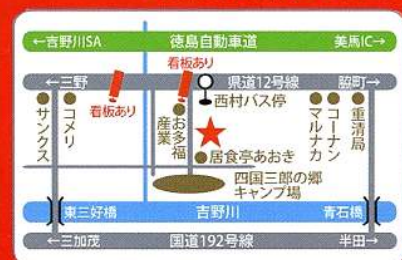 ←吉野川SA 徳島自動車道 美馬IC→
看板あり
←三野 県道12号線 脇町→
看板あり
西村バス停
サンクス
コメリ
お多福産業
居食亭あおき
マルナカ
コーナン
重清局
四国三郎の郷
キャンプ場
東三好橋 吉野川 青石橋
←三加茂 国道192号線 半田→